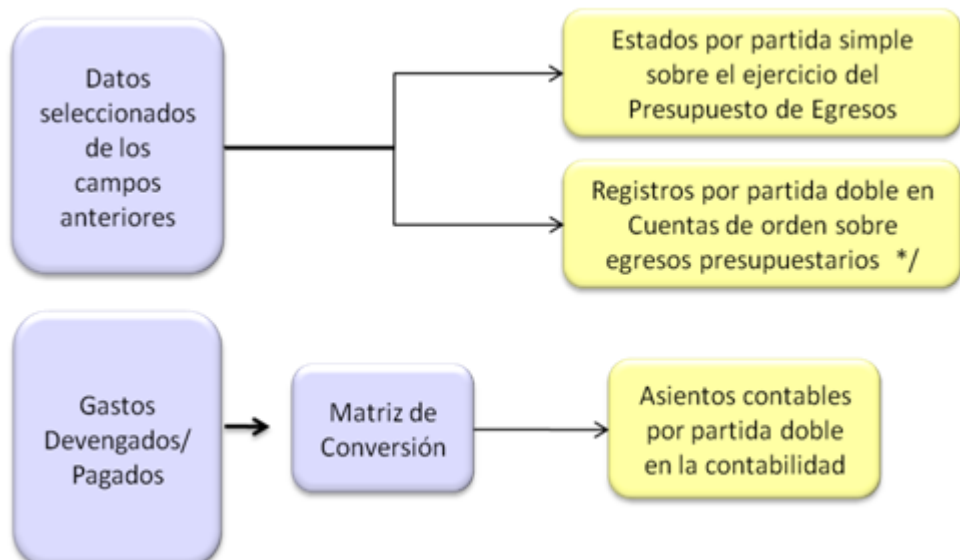 Datos
seleccionados
de los
campos
anteriores
Estados por partida simple
sobre el ejercicio del
Presupuesto de Egresos
Registros por partida doble en
Cuentas de orden sobre
egresos presupuestarios */
Gastos
Devengados/
Pagados
Matriz de
Conversión
Asientos contables
por partida doble
en la contabilidad